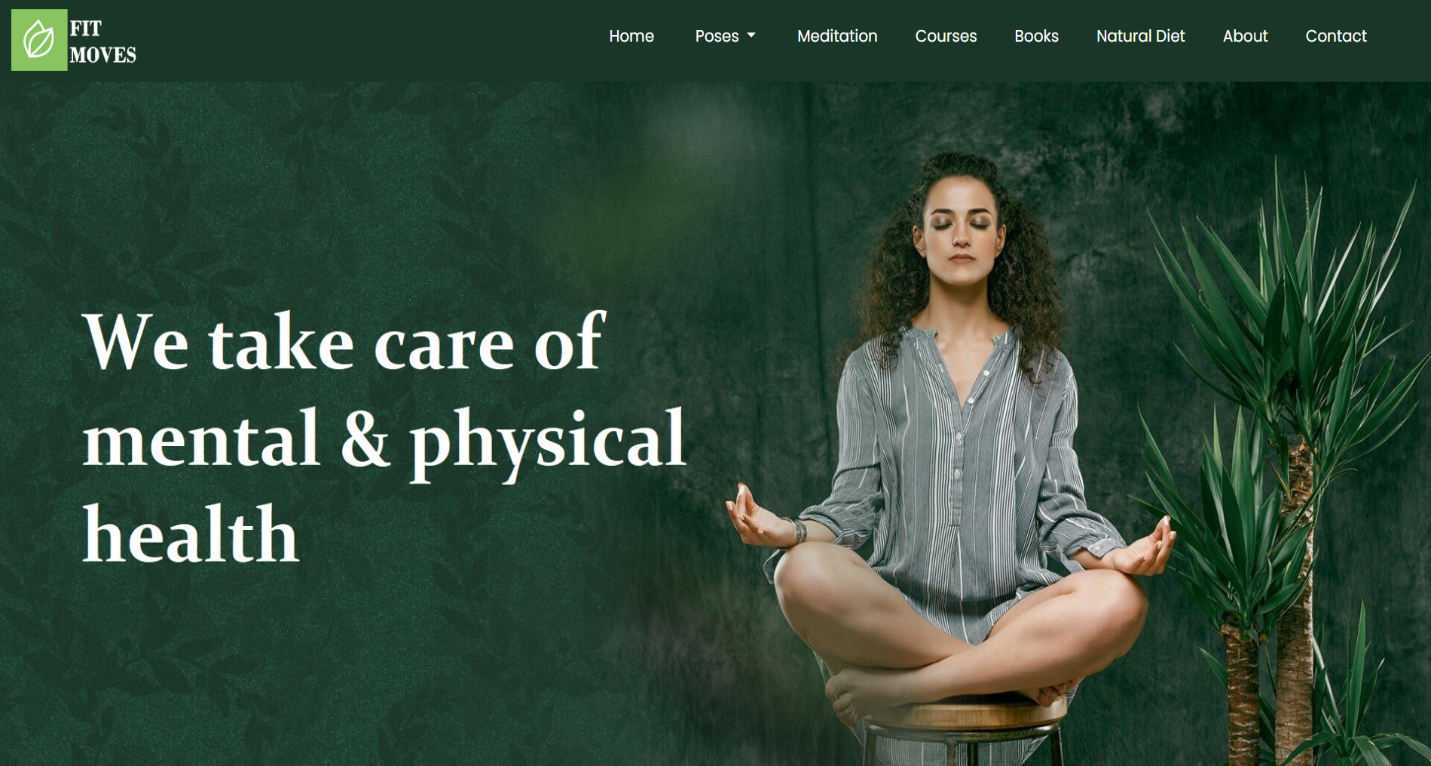 FIT
MOVES
Home Poses Meditation Courses Books Natural Diet About Contact
We take care of
mental & physical
health